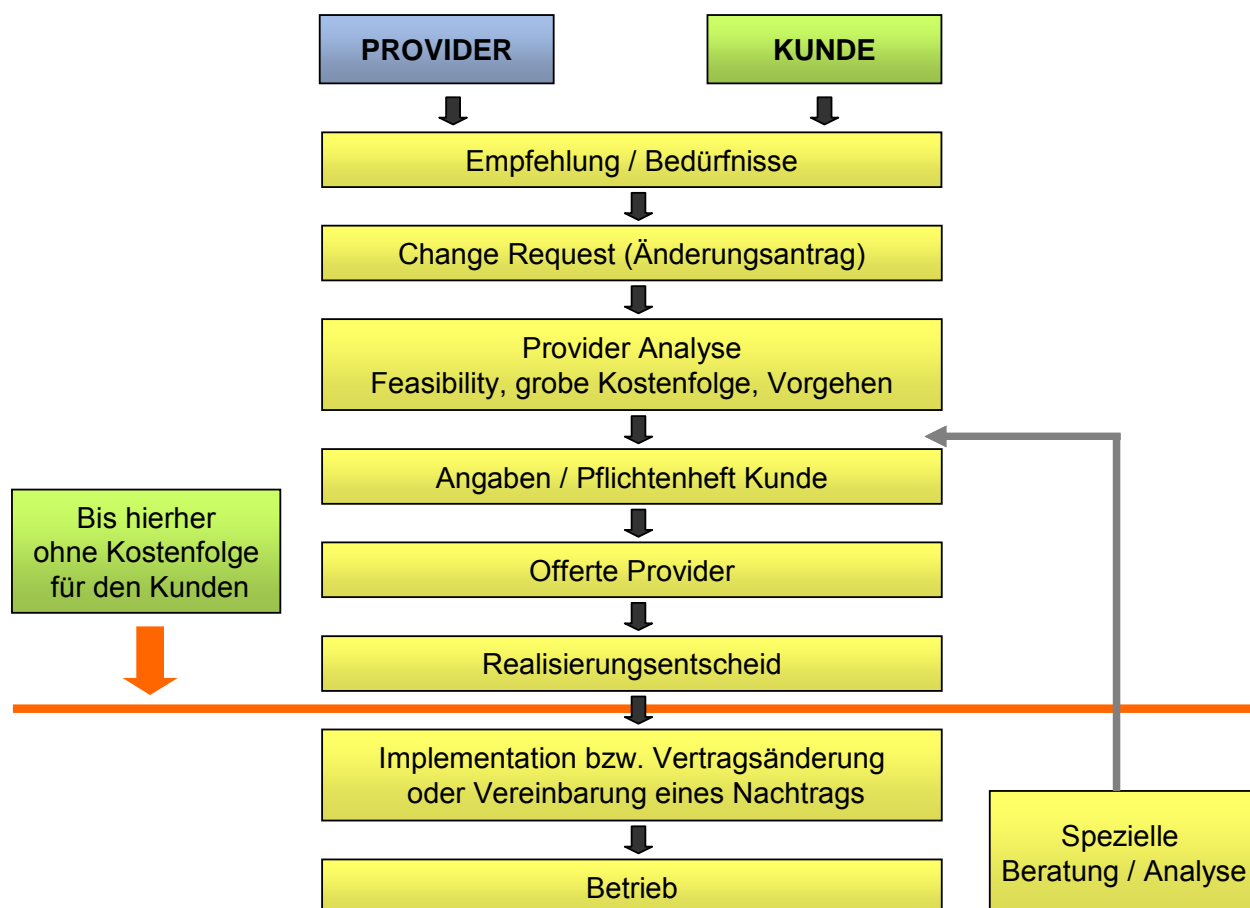 PROVIDER
KUNDE
Empfehlung / Bedürfnisse
Change Request (Änderungsantrag)
Provider Analyse
Feasibility, grobe Kostenfolge, Vorgehen
Angaben / Pflichtenheft Kunde
Bis hierher
ohne Kostenfolge
für den Kunden
Offerte Provider
Realisierungsentscheid
Implementation bzw. Vertragsänderung
oder Vereinbarung eines Nachtrags
Spezielle
Beratung / Analyse
Betrieb